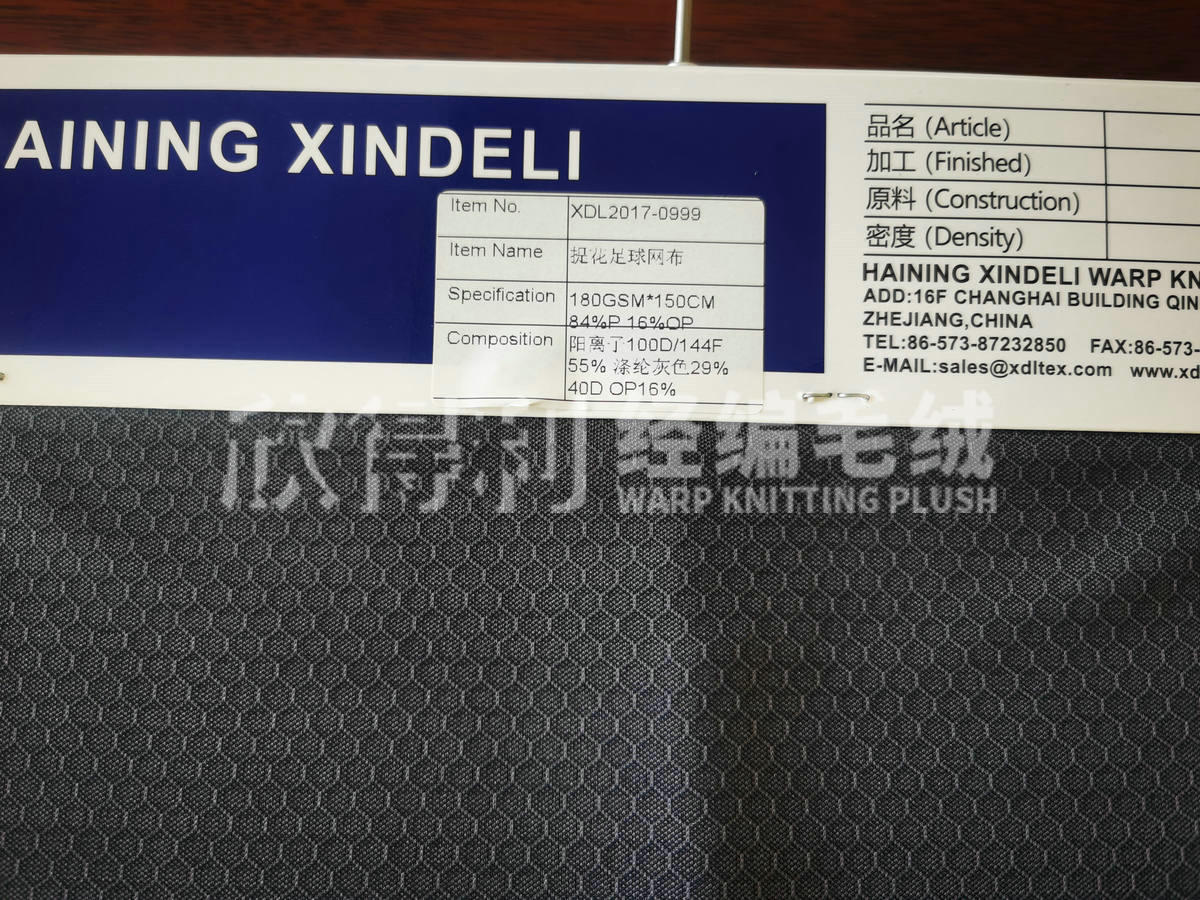 AINING XINDELI
Item No. XDL2017-0999
Item Name 提花足球网布
Specification 180GSM*150CM
84%P 16%OP
Composition 阳离子100D/144F
55% 涤纶灰色29%
40D OP16%
品名 (Article)
加工 (Finished)
原料 (Construction)
密度 (Density)
HAINING XINDELI WARP KN
ADD:16F CHANGHAI BUILDING QIN
ZHEJIANG,CHINA
TEL:86-573-87232850 FAX:86-573-
E-MAIL:sales@xdltex.com www.xd
欣得利 经编毛绒
WARP KNITTING PLUSH